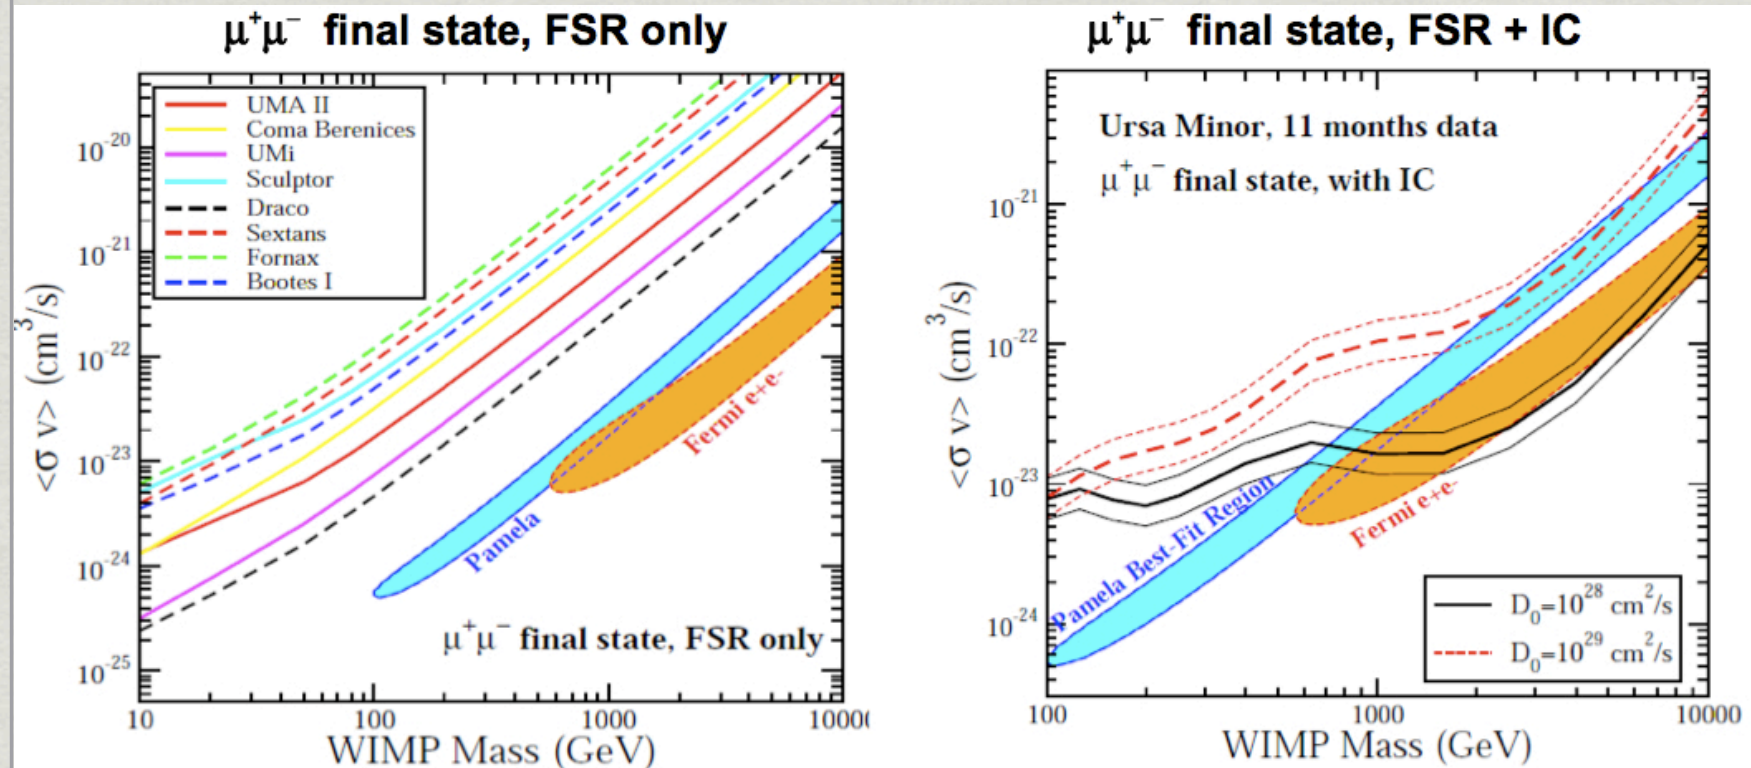 μ⁺μ⁻ final state, FSR only
UMA II
Coma Berenices
UMi
Sculptor
Draco
Sextans
Fornax
Bootes I
10⁻²⁰
10⁻²¹
10⁻²²
10⁻²³
10⁻²⁴
10⁻²⁵
<σ v> (cm³/s)
Fermi e+e-
Pamela
μ⁺μ⁻ final state, FSR only
10
100
1000
1000
WIMP Mass (GeV)
μ⁺μ⁻ final state, FSR + IC
Ursa Minor, 11 months data
μ⁺μ⁻ final state, with IC
10⁻²¹
10⁻²²
10⁻²³
10⁻²⁴
<σ v> (cm³/s)
Pamela Best-Fit Region
Fermi e+e-
D₀=10²⁸ cm²/s
D₀=10²⁹ cm²/s
100
1000
10000
WIMP Mass (GeV)